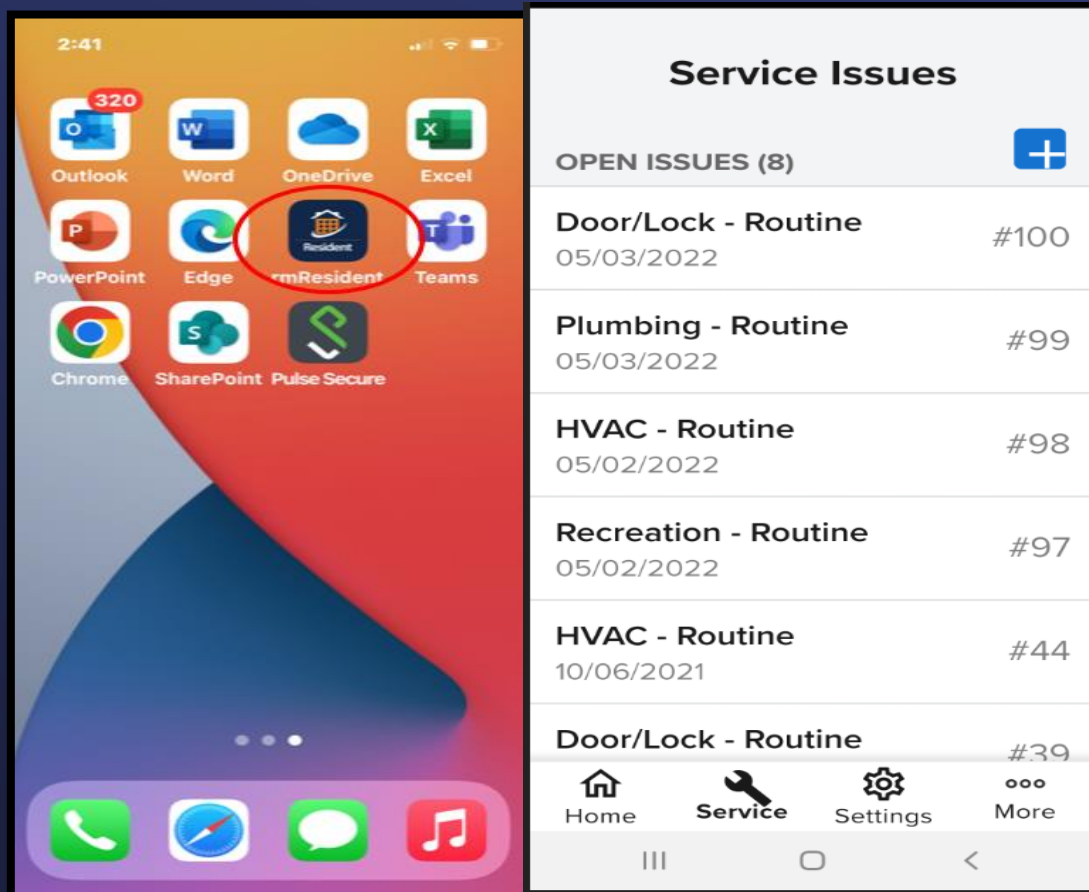 2:41
320
Outlook Word OneDrive Excel
Resident
PowerPoint Edge rmResident Teams
Chrome SharePoint Pulse Secure
Service Issues
OPEN ISSUES (8)
Door/Lock - Routine
#100
05/03/2022
Plumbing - Routine
#99
05/03/2022
HVAC - Routine
#98
05/02/2022
Recreation - Routine
#97
05/02/2022
HVAC - Routine
#44
10/06/2021
Door/Lock - Routine
#39
Home Service Settings More